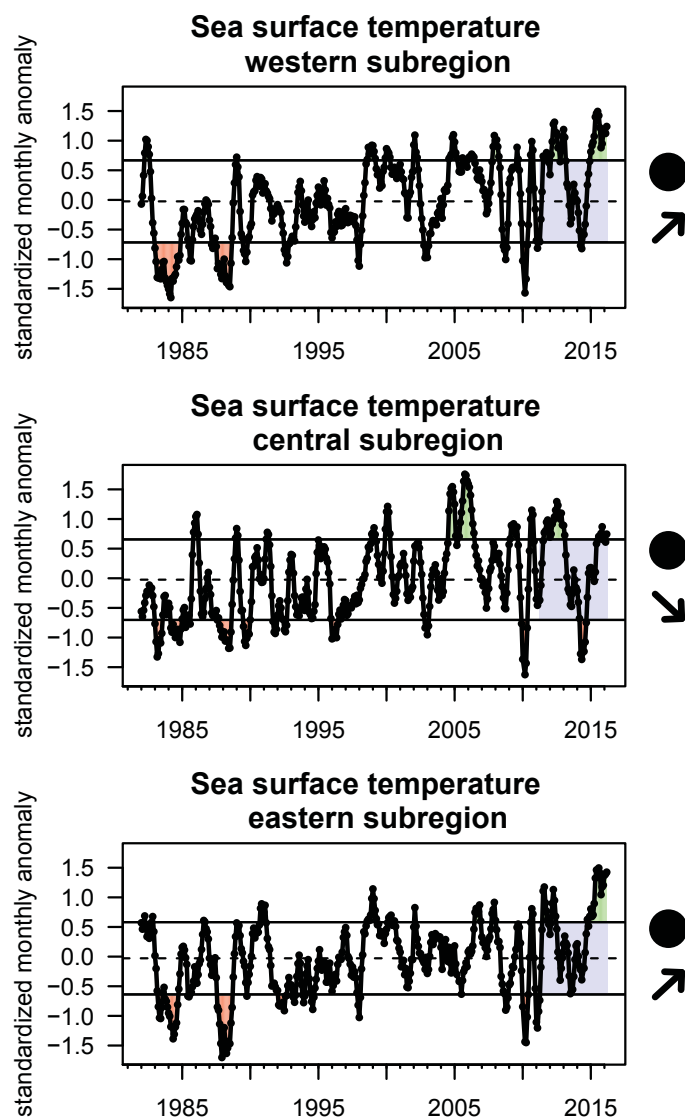 Sea surface temperature
western subregion
standardized monthly anomaly
1.5
1.0
0.5
0.0
−0.5
−1.0
−1.5
1985 1995 2005 2015
Sea surface temperature
central subregion
standardized monthly anomaly
1.5
1.0
0.5
0.0
−0.5
−1.0
−1.5
1985 1995 2005 2015
Sea surface temperature
eastern subregion
standardized monthly anomaly
1.5
1.0
0.5
0.0
−0.5
−1.0
−1.5
1985 1995 2005 2015